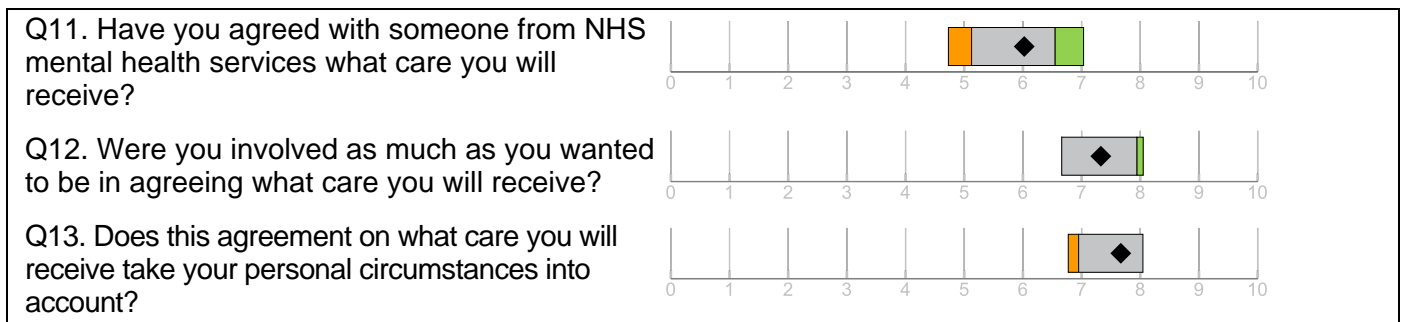 Q11. Have you agreed with someone from NHS
mental health services what care you will
receive?
0 1 2 3 4 5 6 7 8 9 10
Q12. Were you involved as much as you wanted
to be in agreeing what care you will receive?
0 1 2 3 4 5 6 7 8 9 10
Q13. Does this agreement on what care you will
receive take your personal circumstances into
account?
0 1 2 3 4 5 6 7 8 9 10